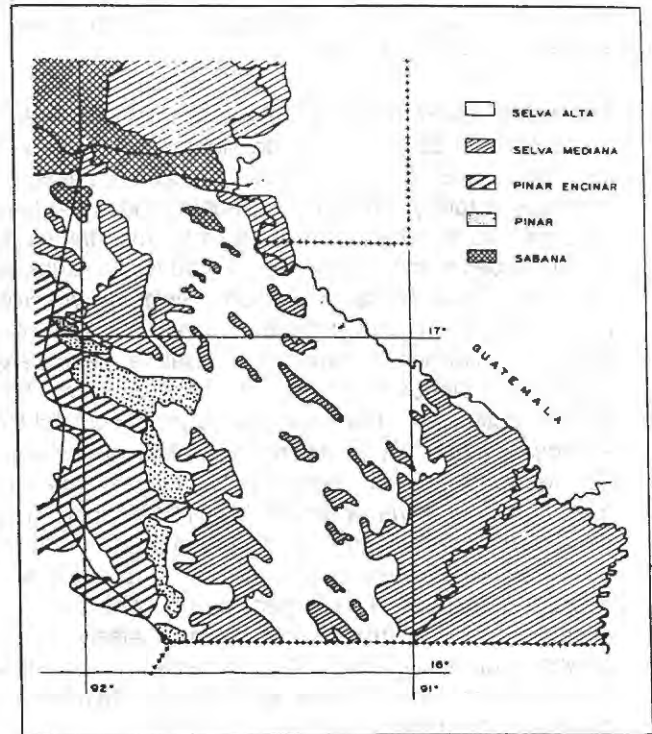 SELVA ALTA
SELVA MEDIANA
PINAR ENCINAR
PINAR
SABANA
17°
GUATEMALA
16°
92°
91°